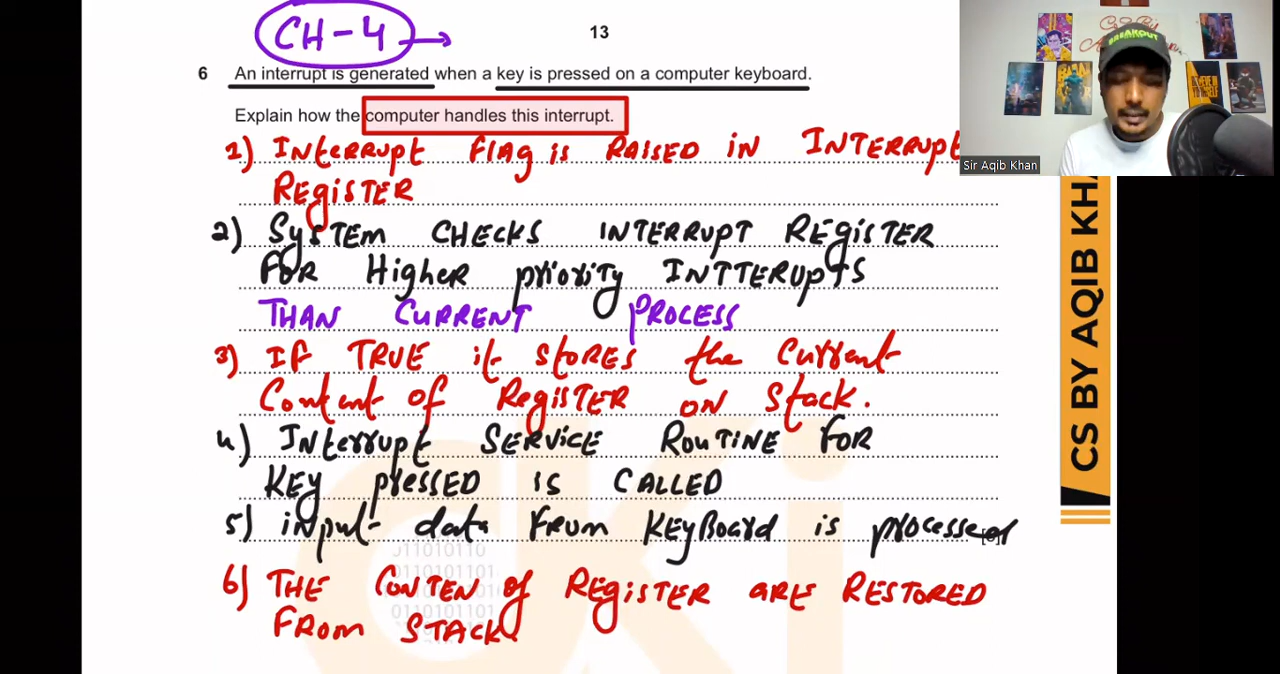 CH-4
13
6 An interrupt is generated when a key is pressed on a computer keyboard.
Explain how the computer handles this interrupt.
1) INterrupt Flag is RAISED IN INTERRUPT
REgiSTER
2) SySTEm CHECKS INTERRUPT REgiSTER
FOR Higher priority INTTERUptS
THAN CURRENT PROCESS
3) IF TRUE it stORES the Current
Content of RegiSTER ON Stack.
4) INterrupt SERViCE ROUTINE FOR
KEY pressED is CALLED
5) input data From KEyBoard is processed
6) THE CONTEN of REgiSTER ARE RESTORED
FROM STACK.
Sir Aqib Khan
BREAKOUT
CS BY AQIB KHA
011010110